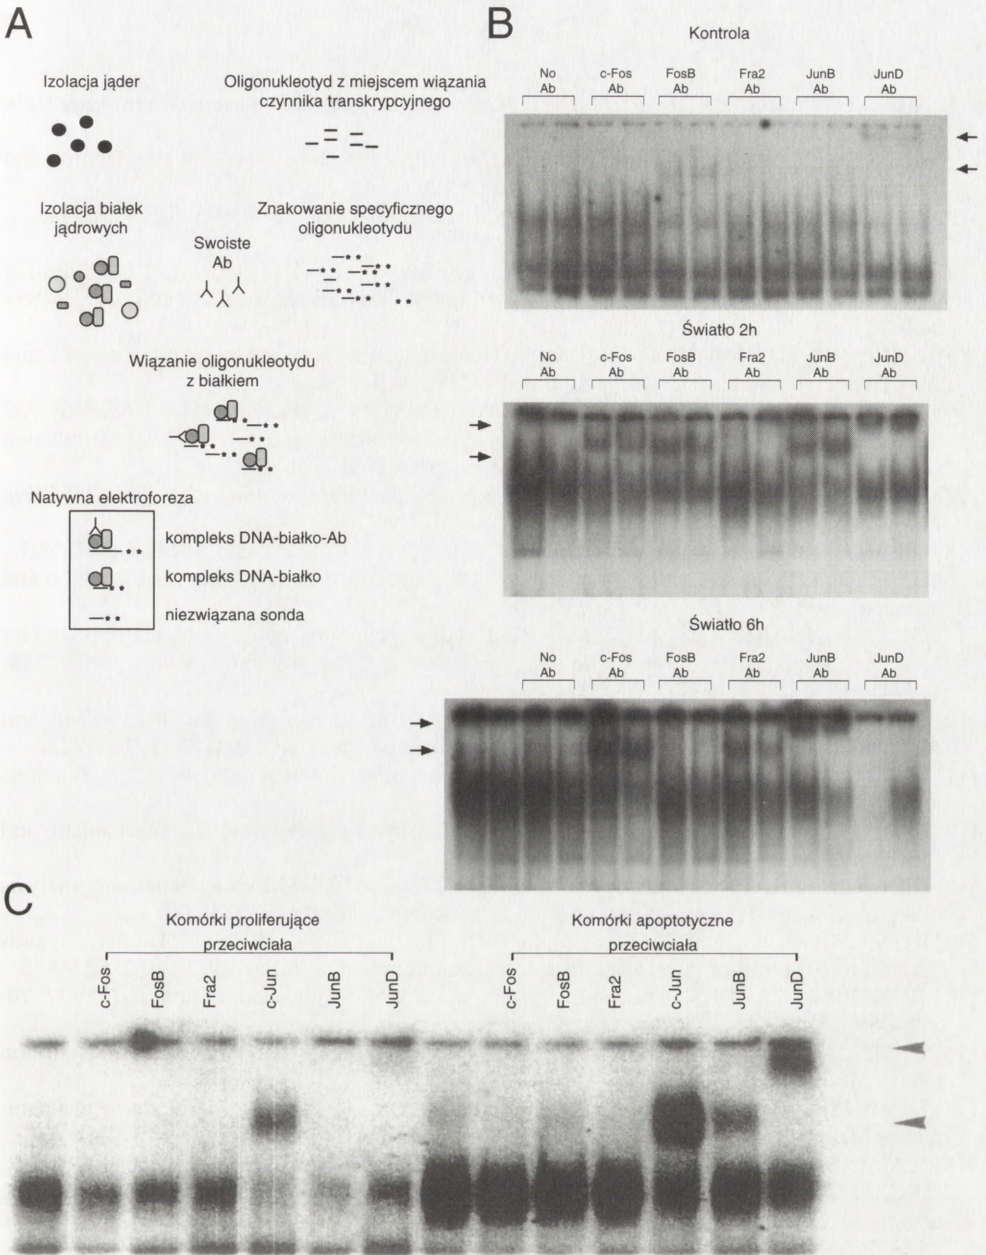 A
Izolacja jąder
Oligonukleotyd z miejscem wiązania
czynnika transkrypcyjnego
Izolacja białek
jądrowych
Znakowanie specyficznego
oligonukleotydu
Swoiste
Ab
Wiązanie oligonukleotydu
z białkiem
Natywna elektroforeza
kompleks DNA-białko-Ab
kompleks DNA-białko
niezwiązana sonda
B
Kontrola
No c-Fos FosB Fra2 JunB JunD
Ab Ab Ab Ab Ab Ab
Światło 2h
No c-Fos FosB Fra2 JunB JunD
Ab Ab Ab Ab Ab Ab
Światło 6h
No c-Fos FosB Fra2 JunB JunD
Ab Ab Ab Ab Ab Ab
C
Komórki proliferujące
przeciwciała
c-Fos FosB Fra2 c-Jun JunB JunD
Komórki apoptotyczne
przeciwciała
c-Fos FosB Fra2 c-Jun JunB JunD